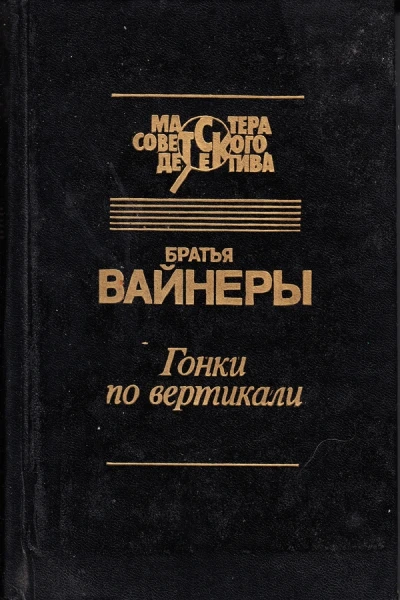 МАСТЕРА
СОВЕТСКОГО
ДЕТЕКТИВА
БРАТЬЯ
ВАЙНЕРЫ
Гонки
по вертикали